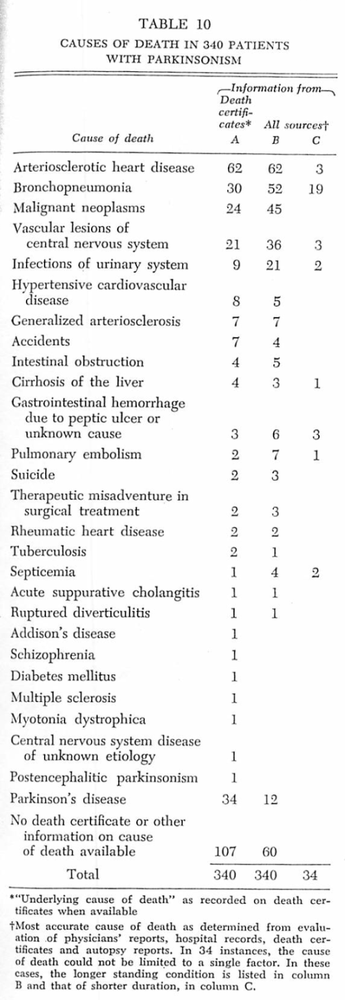 TABLE 10
CAUSES OF DEATH IN 340 PATIENTS
WITH PARKINSONISM
Information from
Death
certifi-
cates* All sources†
Cause of death A B C
Arteriosclerotic heart disease 62 62 3
Bronchopneumonia 30 52 19
Malignant neoplasms 24 45
Vascular lesions of
central nervous system 21 36 3
Infections of urinary system 9 21 2
Hypertensive cardiovascular
disease 8 5
Generalized arteriosclerosis 7 7
Accidents 7 4
Intestinal obstruction 4 5
Cirrhosis of the liver 4 3 1
Gastrointestinal hemorrhage
due to peptic ulcer or
unknown cause 3 6 3
Pulmonary embolism 2 7 1
Suicide 2 3
Therapeutic misadventure in
surgical treatment 2 3
Rheumatic heart disease 2 2
Tuberculosis 2 1
Septicemia 1 4 2
Acute suppurative cholangitis 1 1
Ruptured diverticulitis 1 1
Addison's disease 1
Schizophrenia 1
Diabetes mellitus 1
Multiple sclerosis 1
Myotonia dystrophica 1
Central nervous system disease
of unknown etiology 1
Postencephalitic parkinsonism 1
Parkinson's disease 34 12
No death certificate or other
information on cause
of death available 107 60
Total 340 340 34
*"Underlying cause of death" as recorded on death cer-
tificates when available
†Most accurate cause of death as determined from evalu-
ation of physicians' reports, hospital records, death cer-
tificates and autopsy reports. In 34 instances, the cause
of death could not be limited to a single factor. In these
cases, the longer standing condition is listed in column
B and that of shorter duration, in column C.